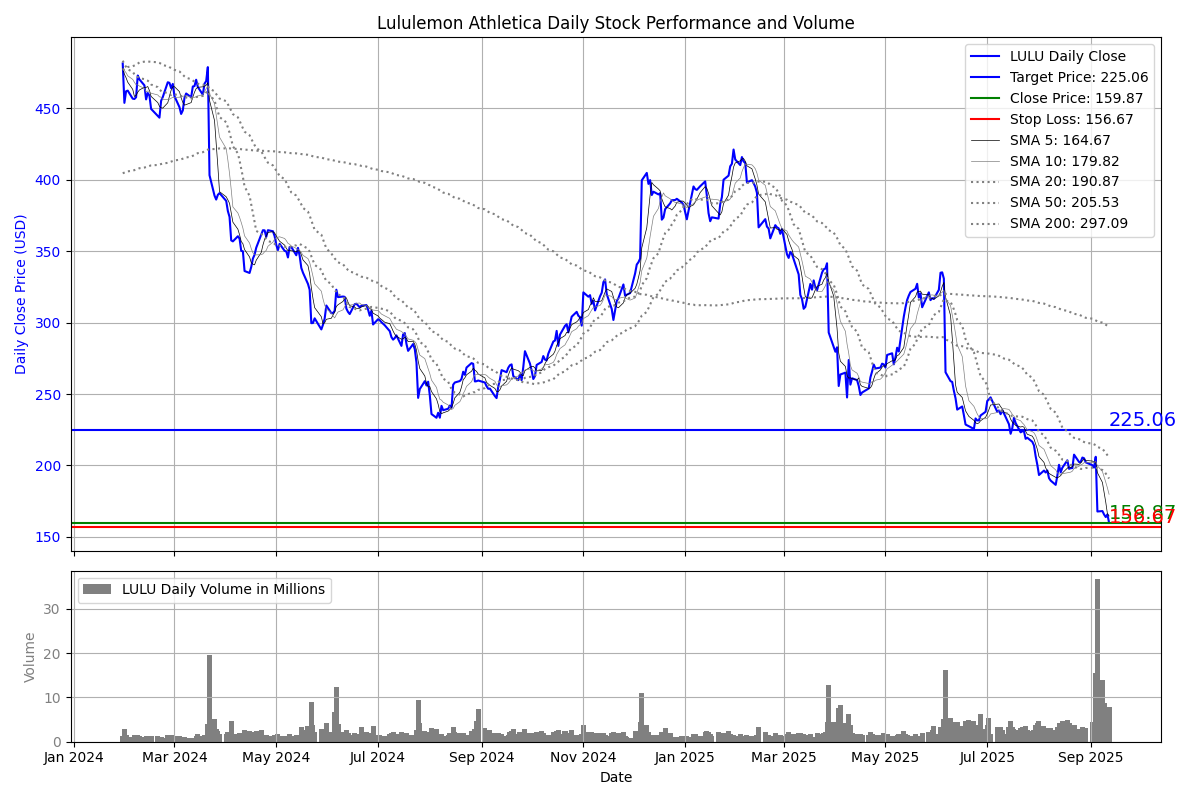 Lululemon Athletica Daily Stock Performance and Volume
LULU Daily Close
Target Price: 225.06
Close Price: 159.87
Stop Loss: 156.67
SMA 5: 164.67
SMA 10: 179.82
SMA 20: 190.87
SMA 50: 205.53
SMA 200: 297.09
Daily Close Price (USD)
450
400
350
300
250
200
150
225.06
159.87
156.67
LULU Daily Volume in Millions
Volume
30
20
10
0
Jan 2024
Mar 2024
May 2024
Jul 2024
Sep 2024
Nov 2024
Jan 2025
Mar 2025
May 2025
Jul 2025
Sep 2025
Date